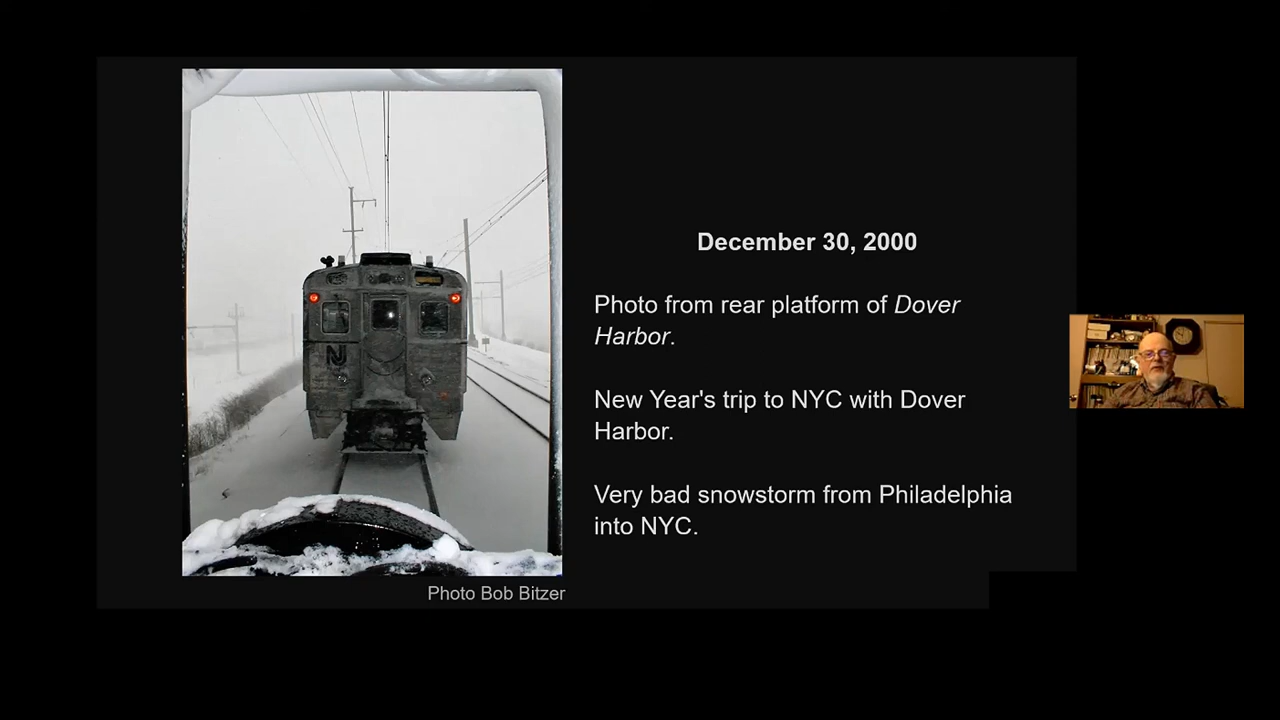 December 30, 2000
Photo from rear platform of Dover
Harbor.
New Year's trip to NYC with Dover
Harbor.
Very bad snowstorm from Philadelphia
into NYC.
Photo Bob Bitzer